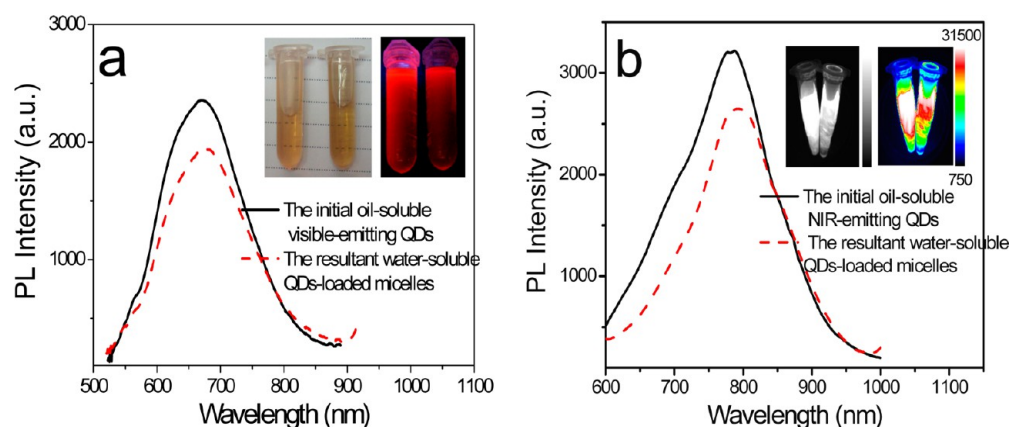 a
3000
2000
1000
PL Intensity (a.u.)
The initial oil-soluble
visible-emitting QDs
The resultant water-soluble
QDs-loaded micelles
500 600 700 800 900 1000 1100
Wavelength (nm)
b
3000
2000
1000
PL Intensity (a.u.)
31500
750
The initial oil-soluble
NIR-emitting QDs
The resultant water-soluble
QDs-loaded micelles
600 700 800 900 1000 1100
Wavelength (nm)